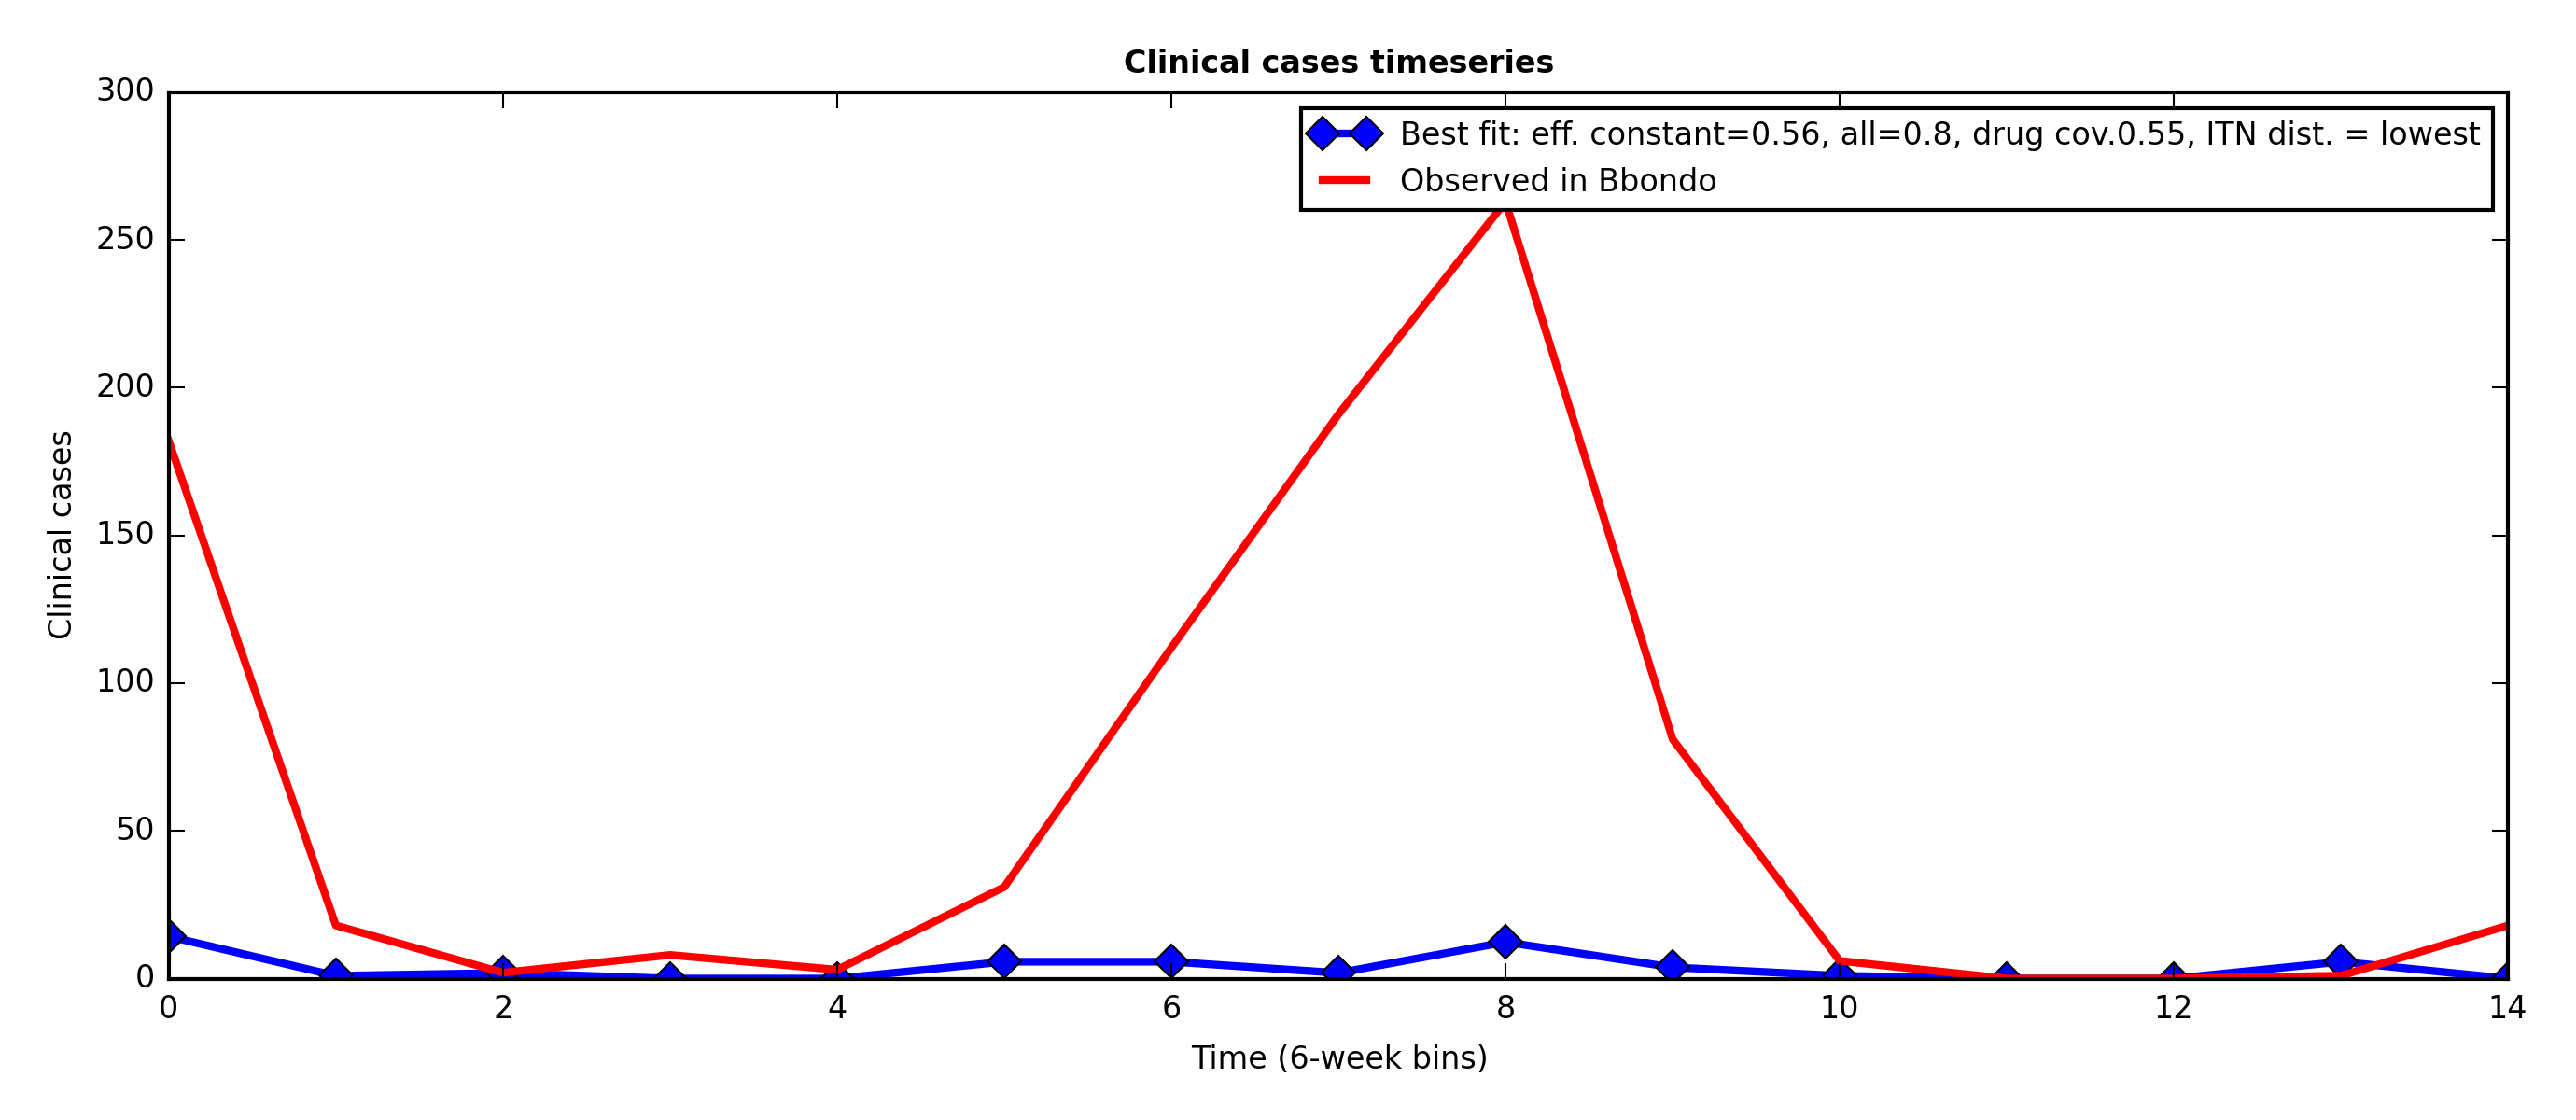 Clinical cases timeseries
Best fit: eff. constant=0.56, all=0.8, drug cov.0.55, ITN dist. = lowest
Observed in Bbondo
Clinical cases
300
250
200
150
100
50
0
0 2 4 6 8 10 12 14
Time (6-week bins)